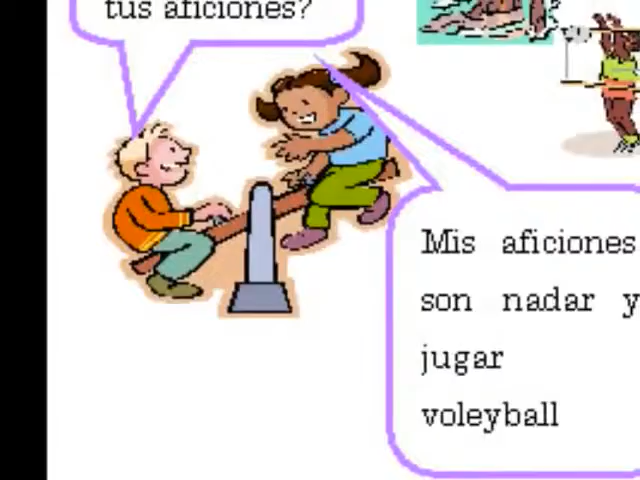 tus aficiones?
Mis aficiones
son nadar y
jugar
voleyball